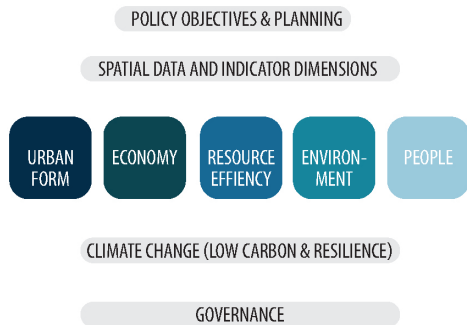 POLICY OBJECTIVES & PLANNING
SPATIAL DATA AND INDICATOR DIMENSIONS
URBAN FORM
ECONOMY
RESOURCE EFFIENCY
ENVIRON-MENT
PEOPLE
CLIMATE CHANGE (LOW CARBON & RESILIENCE)
GOVERNANCE